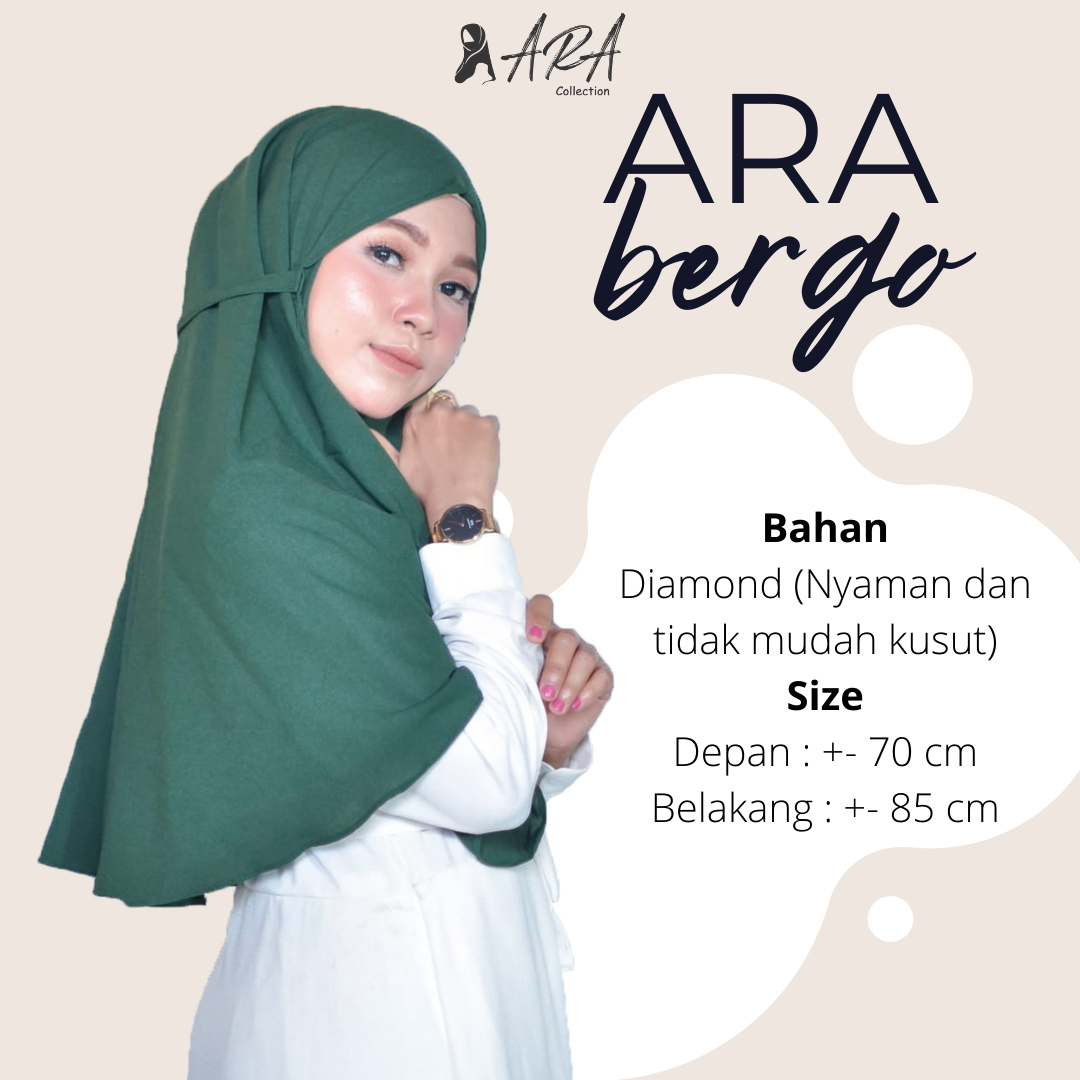 ARA
Collection
ARA
bergo
Bahan
Diamond (Nyaman dan
tidak mudah kusut)
Size
Depan : +- 70 cm
Belakang : +- 85 cm